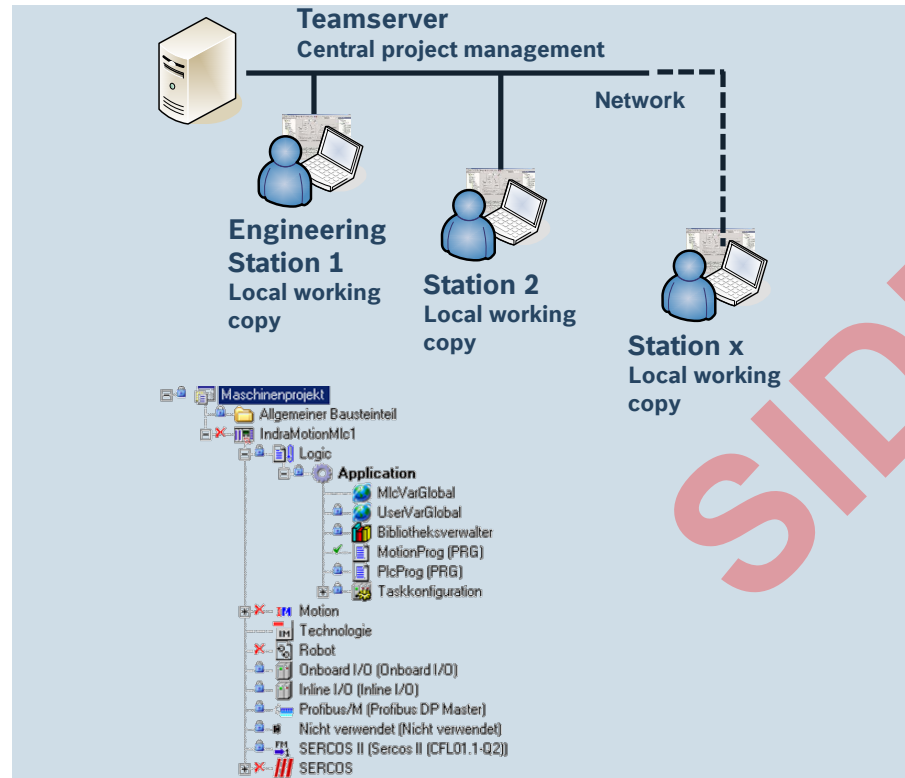 Teamserver
Central project management
Network
Engineering
Station 1
Local working
copy
Station 2
Local working
copy
Station x
Local working
copy
SID
Maschinenprojekt
Allgemeiner Bausteinteil
IndraMotionMlc1
Logic
Application
MlcVarGlobal
UserVarGlobal
Bibliotheksverwalter
MotionProg (PRG)
PlcProg (PRG)
Taskkonfiguration
IM Motion
IM Technologie
Robot
Onboard I/O (Onboard I/O)
Inline I/O (Inline I/O)
Profibus/M (Profibus DP Master)
Nicht verwendet (Nicht verwendet)
SERCOS II (Sercos II (CFL01.1-Q2))
SERCOS